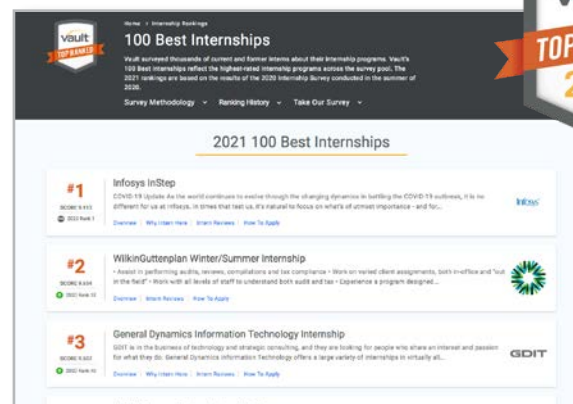 Home > Internship Rankings
vault
TOP RANKED
100 Best Internships
Vault surveyed thousands of current and former interns about their internship programs. Vault's
100 Best Internships reflect the highest-rated internship programs across the survey pool. The
2021 rankings are based on the results of the 2020 Internship Survey conducted in the summer of
2020.
Survey Methodology Ranking History Take Our Survey
TOP
2021 100 Best Internships
#1
Infosys InStep
COVID-19 Update As the world continues to evolve through the changing dynamics in battling the COVID-19 outbreak, it is no
different for us at Infosys. In times that test us, it's natural to focus on what's of utmost importance - and for...
Overview | Why Intern Here | Intern Reviews | How To Apply
SCORE
2020 Rank 1
Infosys
#2
WilkinGuttenplan Winter/Summer Internship
• Assist in performing audits, reviews, compilations and tax compliance • Work on varied client assignments, both in-office and "out
in the field" • Work with all levels of staff to understand both audit and tax • Experience a program designed...
Overview | Intern Reviews | How To Apply
SCORE
2020 Rank
#3
General Dynamics Information Technology Internship
GDIT is in the business of technology and strategic consulting, and they are looking for people who share an interest and passion
for what they do. General Dynamics Information Technology offers a large variety of internships in virtually all...
Overview | Why Intern Here | Intern Reviews | How To Apply
SCORE
2020 Rank
GDIT